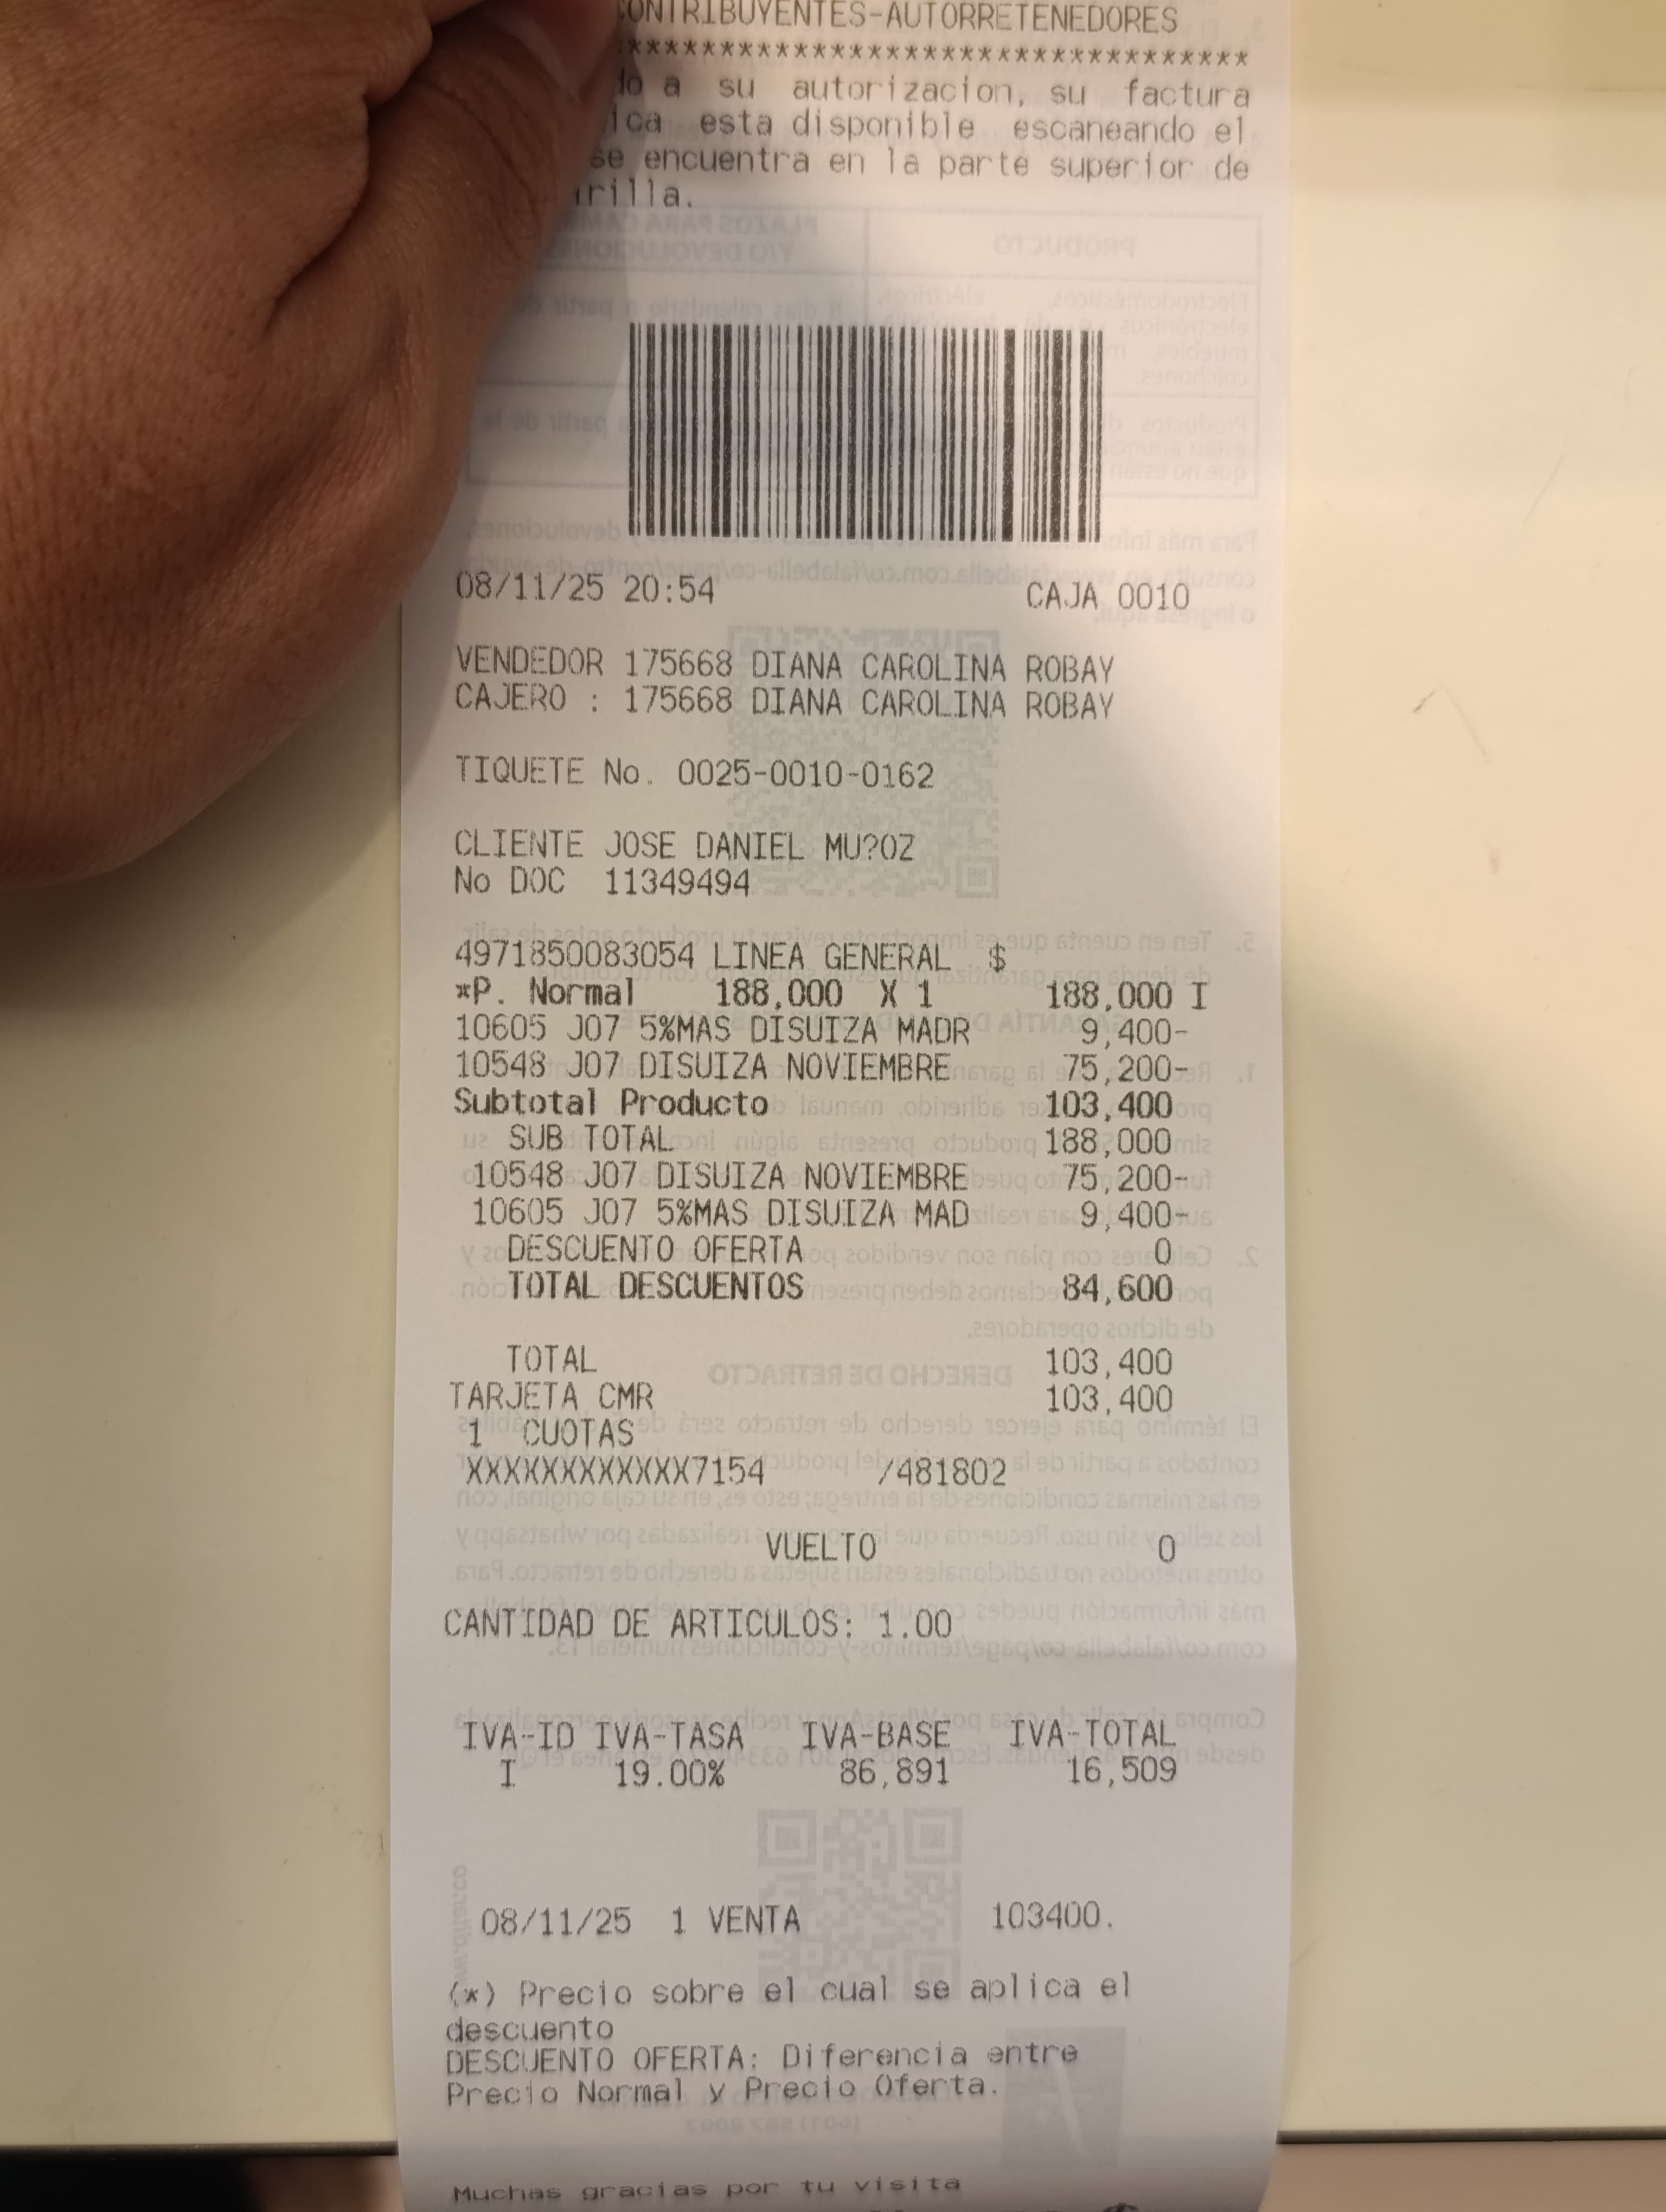 CONTRIBUYENTES-AUTORRETENEDORES
**********************************
a su autorizacion, su factura
esta disponible escaneando el
se encuentra en la parte superior de
08/11/25 20:54 CAJA 0010
VENDEDOR 175668 DIANA CAROLINA ROBAY
CAJERO : 175668 DIANA CAROLINA ROBAY
TIQUETE No. 0025-0010-0162
CLIENTE JOSE DANIEL MU?OZ
No DOC 11349494
4971850083054 LINEA GENERAL $
*P. Normal 188,000 X 1 188,000 I
10605 J07 5%MAS DISUIZA MADR 9,400-
10548 J07 DISUIZA NOVIEMBRE 75,200-
Subtotal Producto 103,400
SUB TOTAL 188,000
10548 J07 DISUIZA NOVIEMBRE 75,200-
10605 J07 5%MAS DISUIZA MAD 9,400-
DESCUENTO OFERTA 0
TOTAL DESCUENTOS 84,600
TOTAL 103,400
TARJETA CMR 103,400
1 CUOTAS
XXXXXXXXXXXX7154 /481802
VUELTO 0
CANTIDAD DE ARTICULOS: 1.00
IVA-ID IVA-TASA IVA-BASE IVA-TOTAL
I 19.00% 86,891 16,509
08/11/25 1 VENTA 103400.
(*) Precio sobre el cual se aplica el
descuento
DESCUENTO OFERTA: Diferencia entre
Precio Normal y Precio Oferta.
Muchas gracias por tu visita